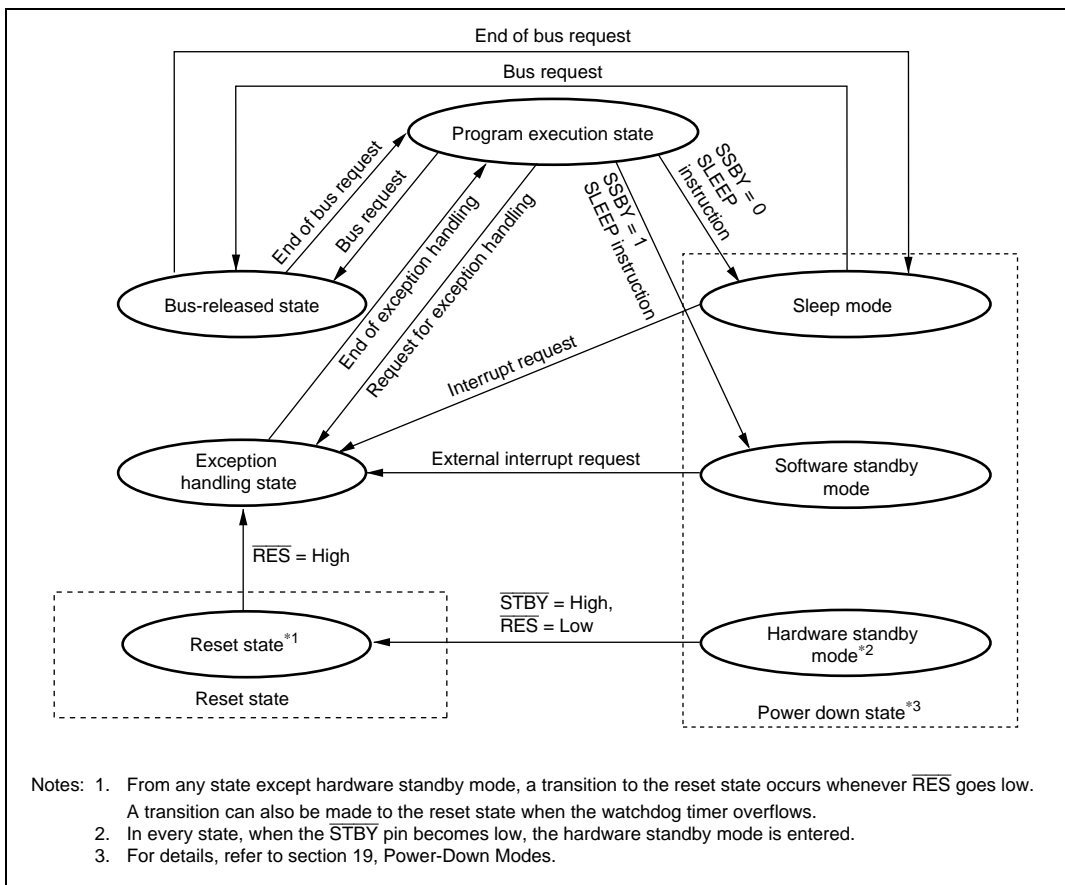 End of bus request
Bus request
Program execution state
End of bus request
Bus request
End of exception handling
Request for exception handling
SSBY = 1
SLEEP instruction
SSBY = 0
SLEEP
instruction
Bus-released state
Sleep mode
Interrupt request
Exception
handling state
External interrupt request
Software standby
mode
RES = High
STBY = High,
RES = Low
Reset state*1
Hardware standby
mode*2
Reset state
Power down state*3
Notes: 1. From any state except hardware standby mode, a transition to the reset state occurs whenever RES goes low.
A transition can also be made to the reset state when the watchdog timer overflows.
2. In every state, when the STBY pin becomes low, the hardware standby mode is entered.
3. For details, refer to section 19, Power-Down Modes.